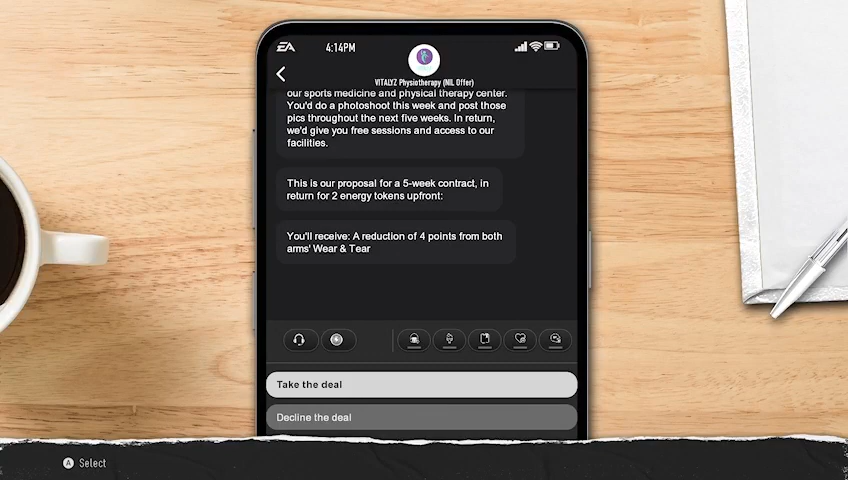 EA
4:14PM
VITALYZ Physiotherapy (NIL Offer)
our sports medicine and physical therapy center.
You'd do a photoshoot this week and post those
pics throughout the next five weeks. In return,
we'd give you free sessions and access to our
facilities.
This is our proposal for a 5-week contract, in
return for 2 energy tokens upfront:
You'll receive: A reduction of 4 points from both
arms' Wear & Tear
Take the deal
Decline the deal
A Select